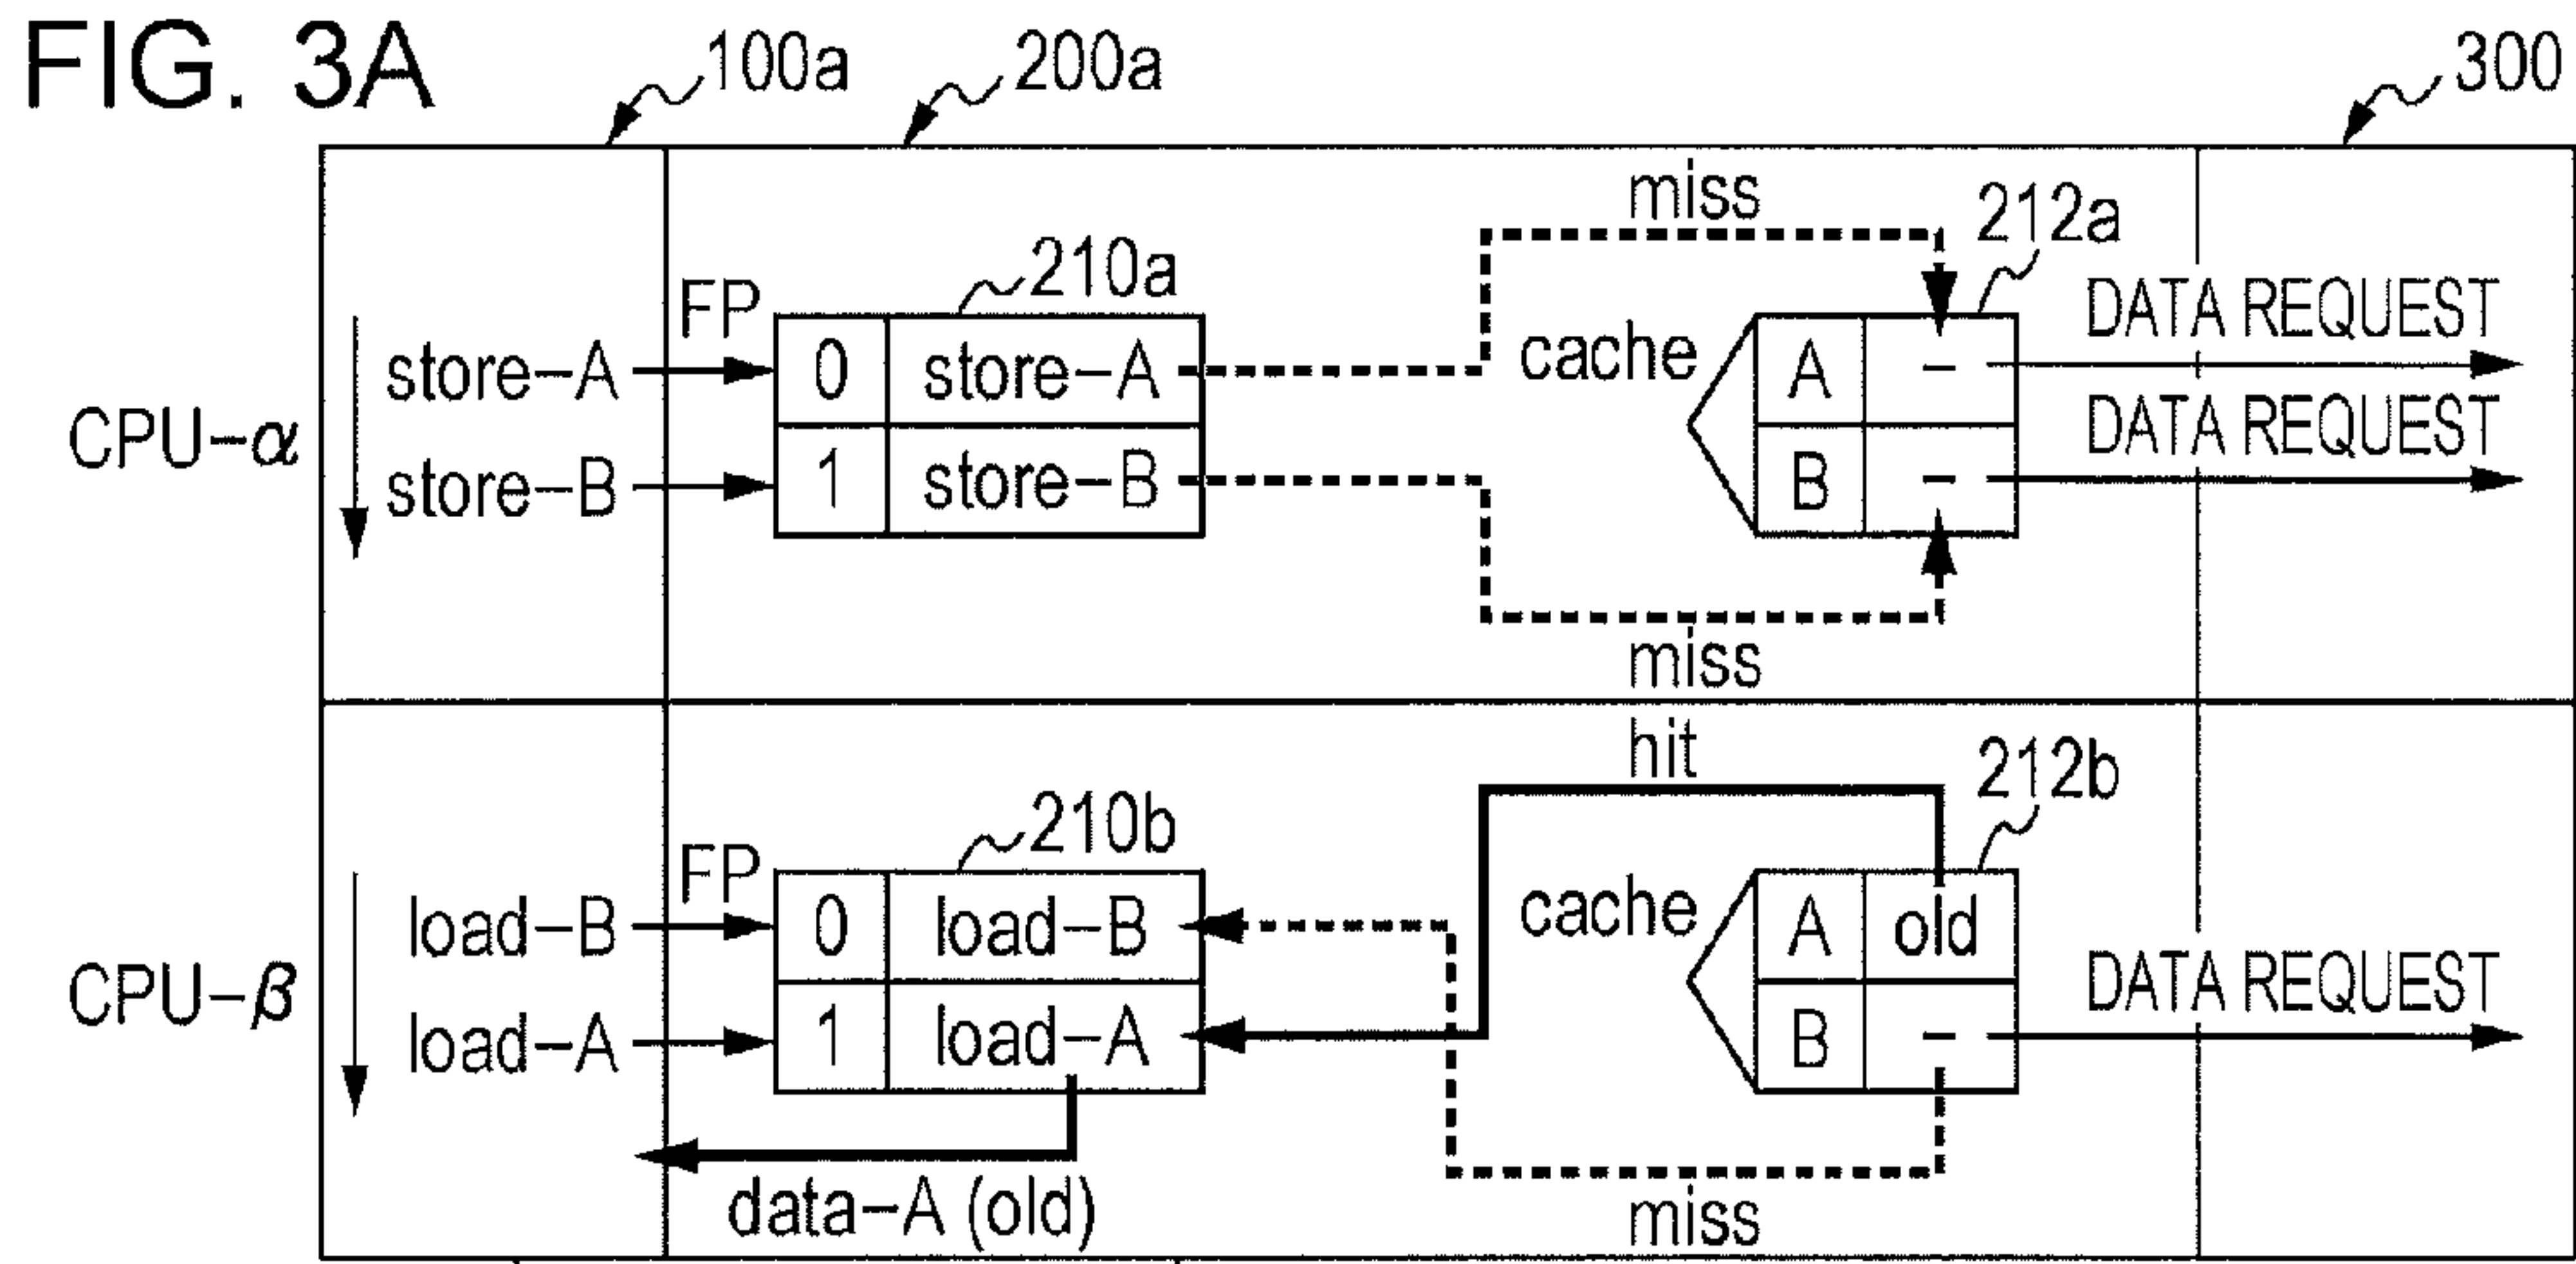 FIG. 3A
100a
200a
300
miss
212a
210a
FP
DATA REQUEST
store–A
0
store–A
cache
A
–
CPU–α
DATA REQUEST
store–B
1
store–B
B
–
miss
hit
212b
210b
FP
load–B
0
load–B
cache
A
old
CPU–β
DATA REQUEST
load–A
1
load–A
B
–
data–A (old)
miss